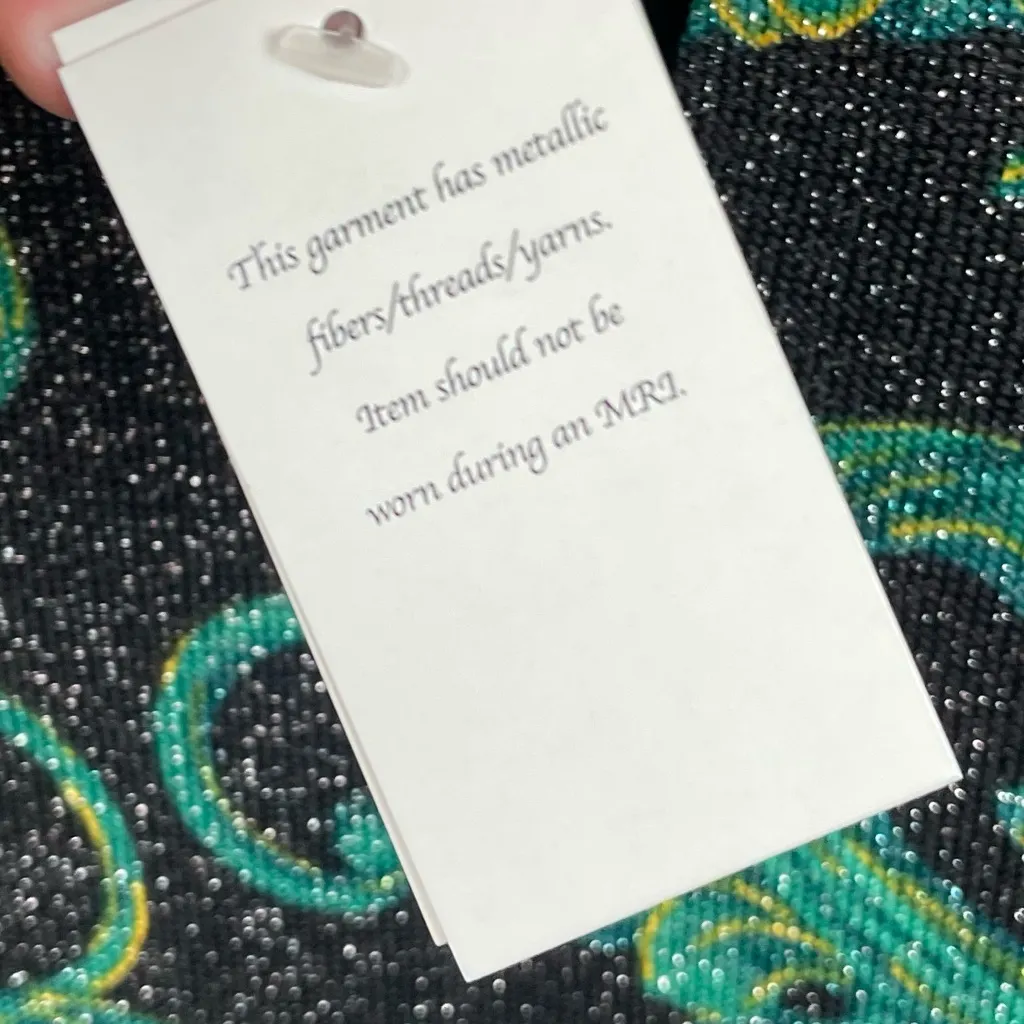 This garment has metallic
fibers/threads/yarns.
Item should not be
worn during an MRI.